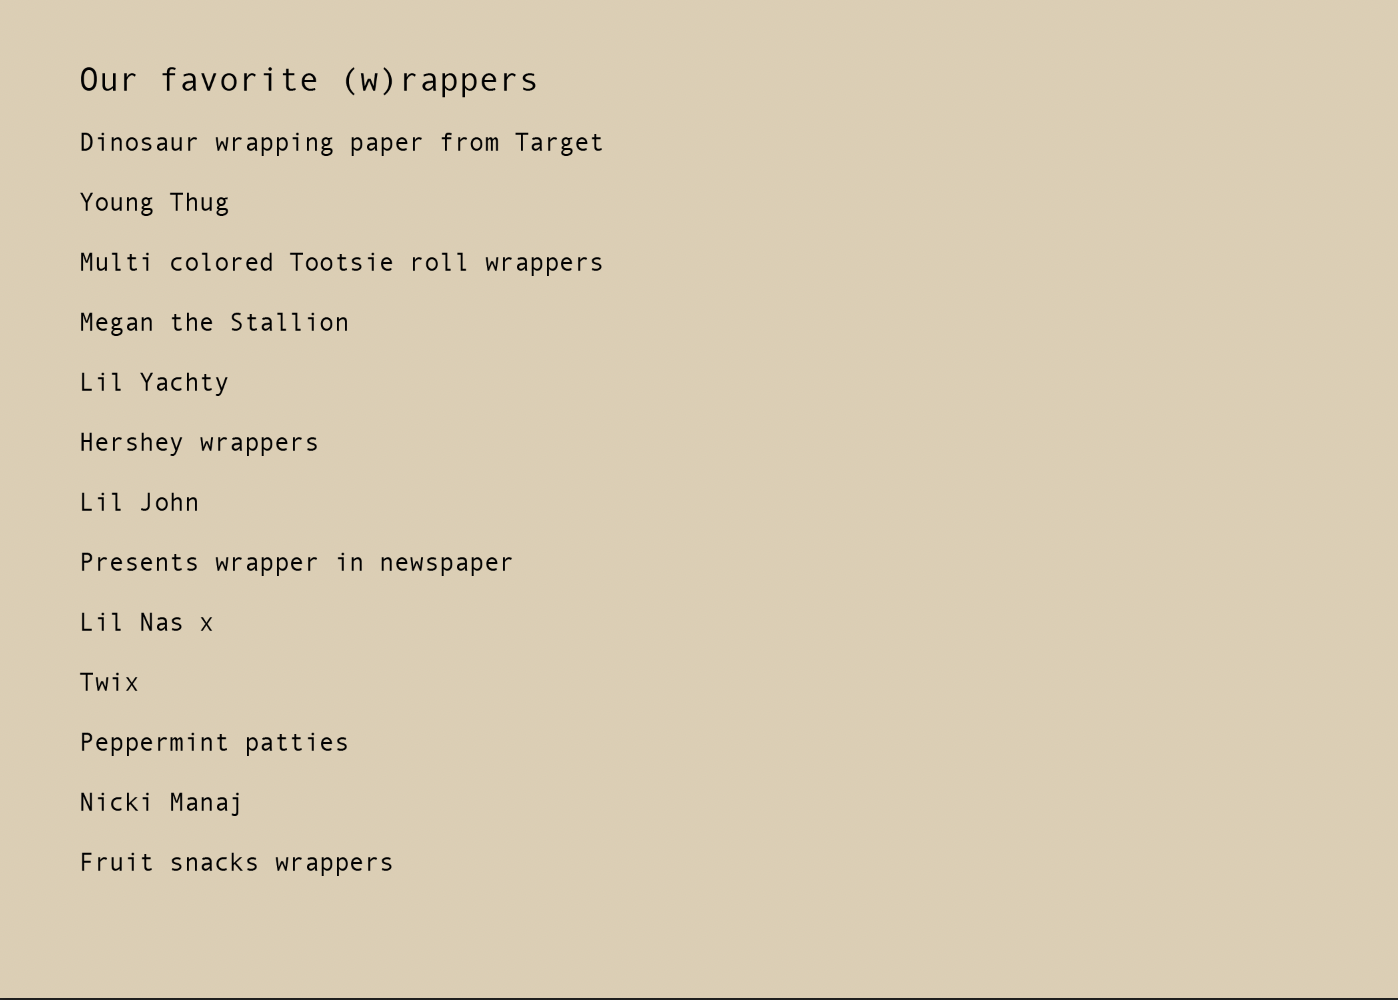 Our favorite (w)rappers
Dinosaur wrapping paper from Target
Young Thug
Multi colored Tootsie roll wrappers
Megan the Stallion
Lil Yachty
Hershey wrappers
Lil John
Presents wrapper in newspaper
Lil Nas x
Twix
Peppermint patties
Nicki Manaj
Fruit snacks wrappers